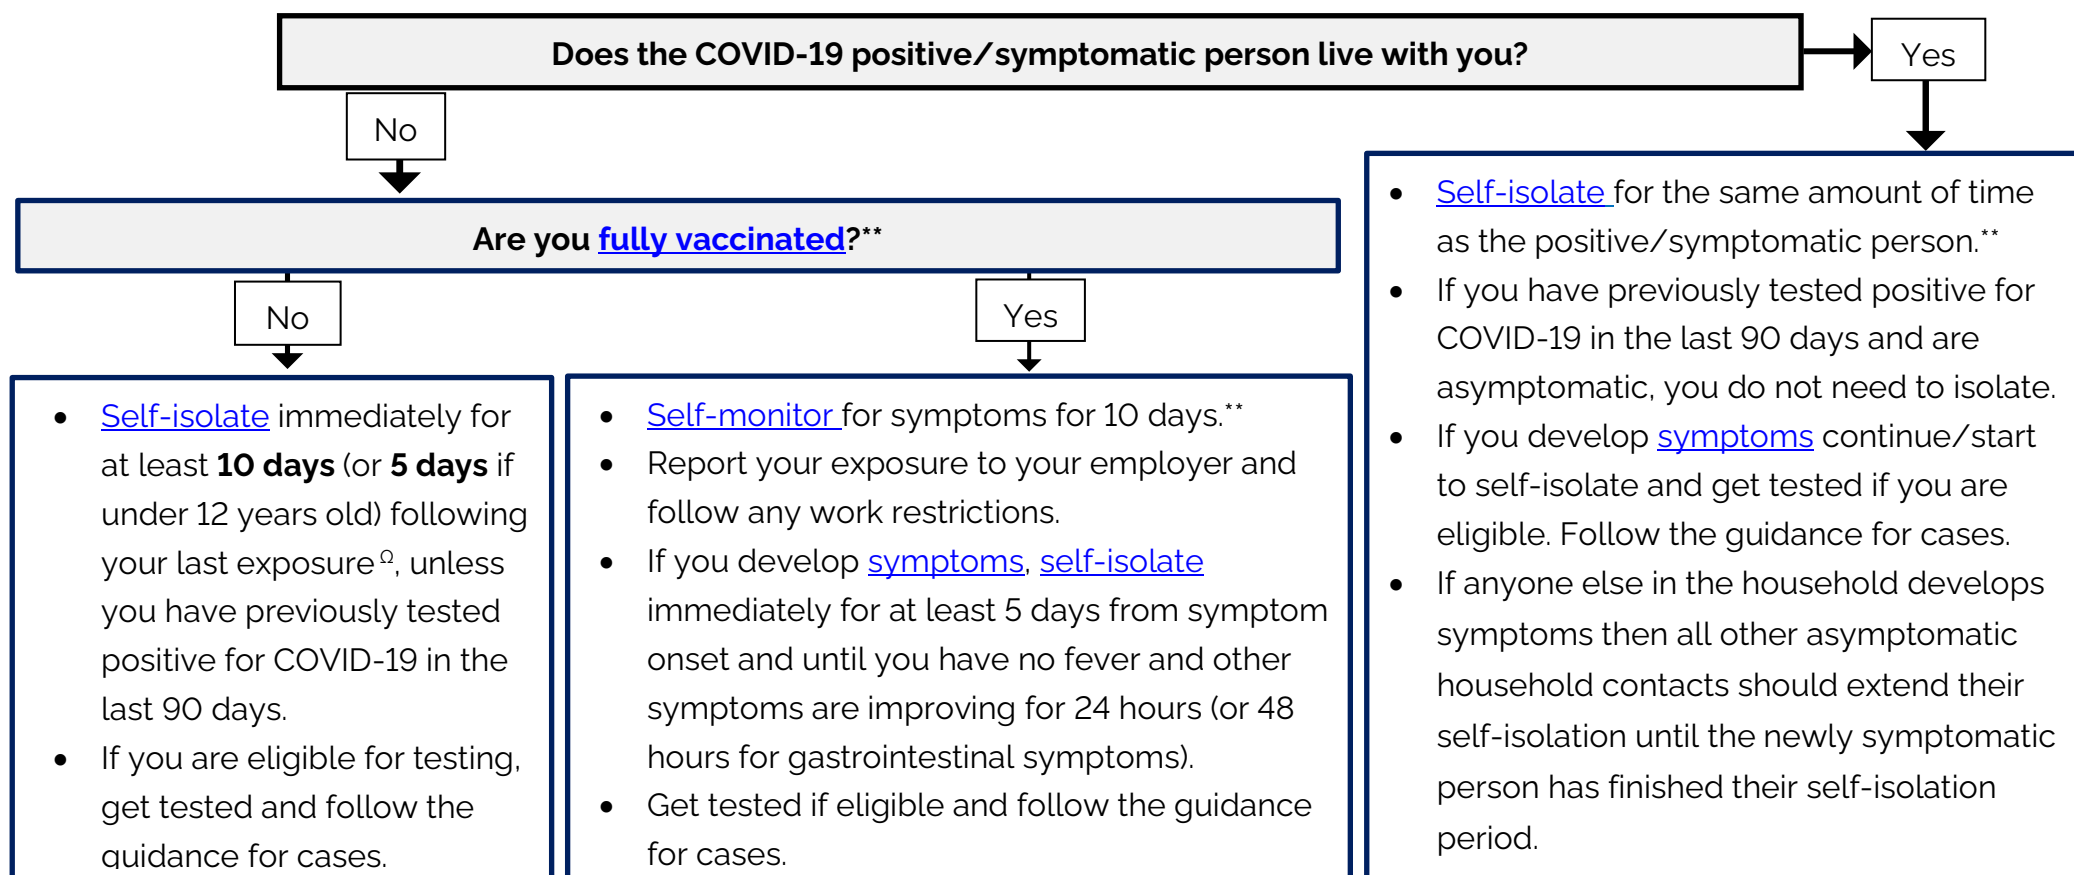 Does the COVID-19 positive/symptomatic person live with you?
Yes
No
Are you fully vaccinated?**
No
Yes
• Self-isolate immediately for
at least 10 days (or 5 days if
under 12 years old) following
your last exposure Ω, unless
you have previously tested
positive for COVID-19 in the
last 90 days.
• If you are eligible for testing,
get tested and follow the
guidance for cases.
• Self-monitor for symptoms for 10 days.**
• Report your exposure to your employer and
follow any work restrictions.
• If you develop symptoms, self-isolate
immediately for at least 5 days from symptom
onset and until you have no fever and other
symptoms are improving for 24 hours (or 48
hours for gastrointestinal symptoms).
• Get tested if eligible and follow the guidance
for cases.
• Self-isolate for the same amount of time
as the positive/symptomatic person.**
• If you have previously tested positive for
COVID-19 in the last 90 days and are
asymptomatic, you do not need to isolate.
• If you develop symptoms continue/start
to self-isolate and get tested if you are
eligible. Follow the guidance for cases.
• If anyone else in the household develops
symptoms then all other asymptomatic
household contacts should extend their
self-isolation until the newly symptomatic
person has finished their self-isolation
period.